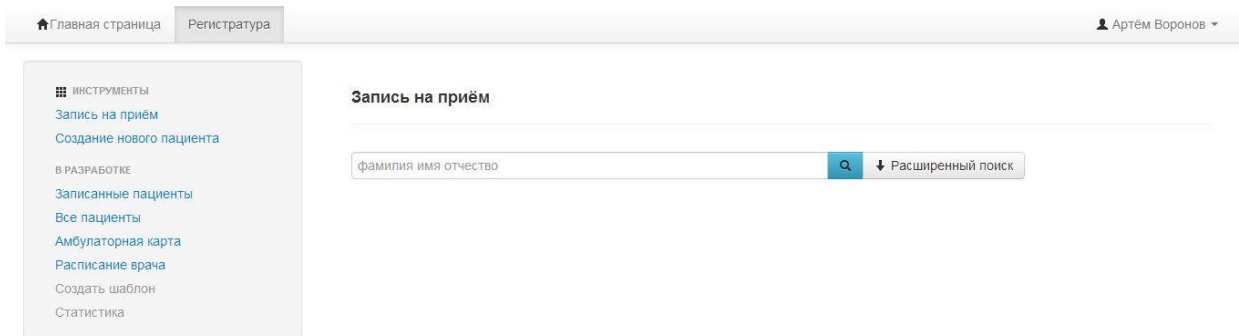 Главная страница
Регистратура
Артём Воронов
ИНСТРУМЕНТЫ
Запись на приём
Создание нового пациента
В РАЗРАБОТКЕ
Записанные пациенты
Все пациенты
Амбулаторная карта
Расписание врача
Создать шаблон
Статистика
Запись на приём
фамилия имя отчество
Расширенный поиск